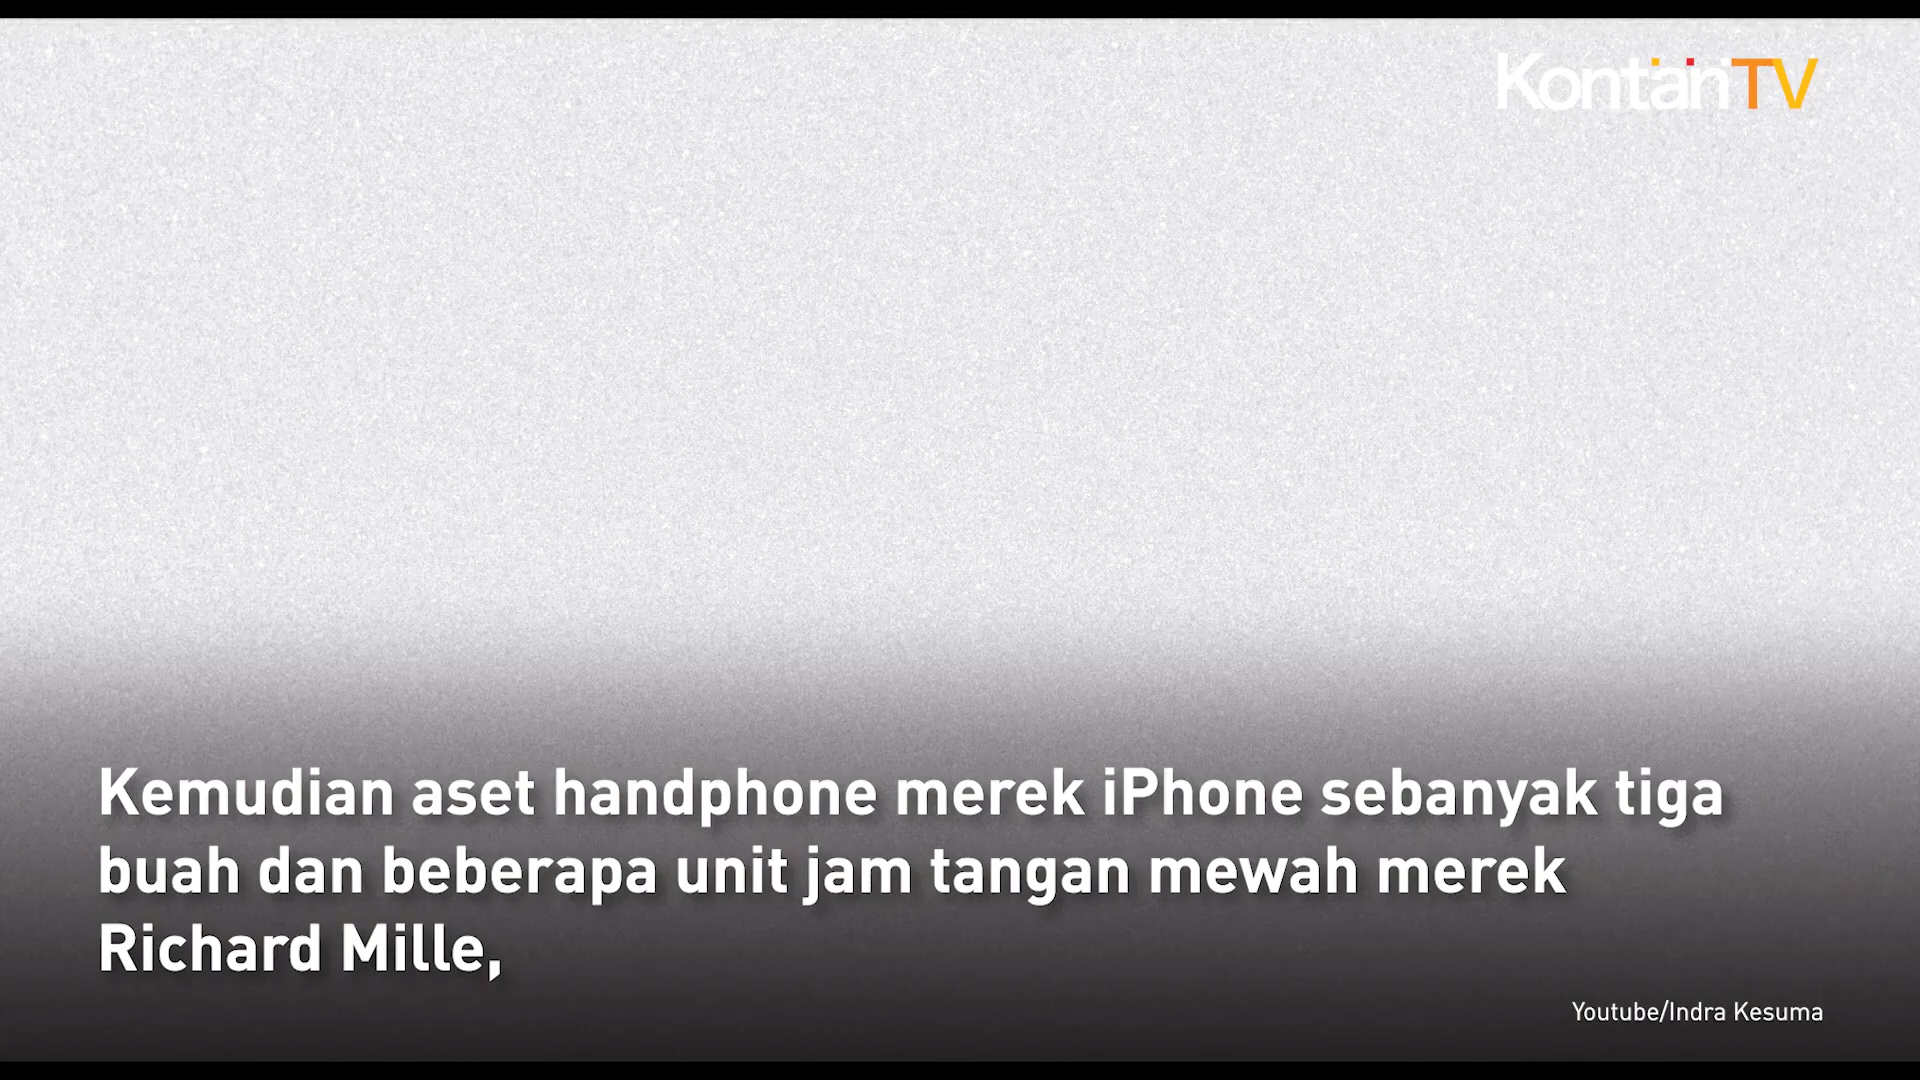 KontanTV
Kemudian aset handphone merek iPhone sebanyak tiga
buah dan beberapa unit jam tangan mewah merek
Richard Mille,
Youtube/Indra Kesuma